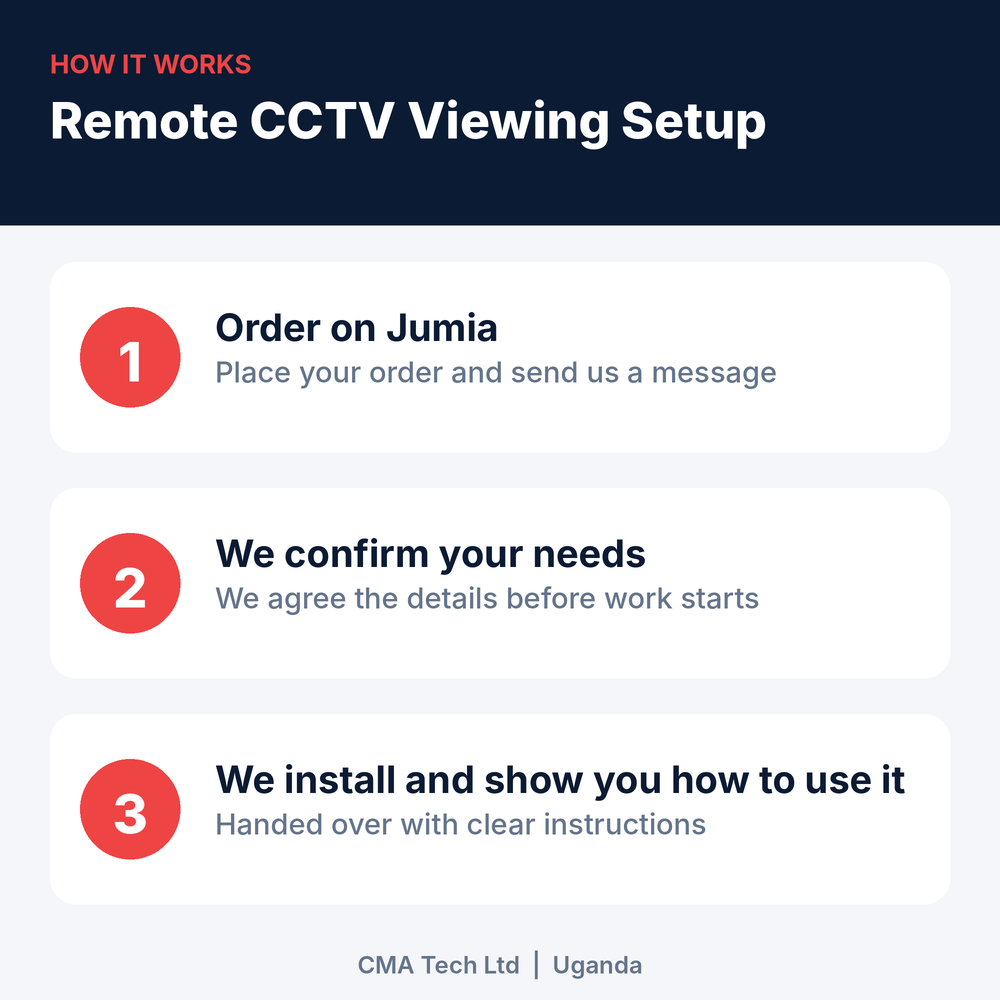 HOW IT WORKS
Remote CCTV Viewing Setup
1
Order on Jumia
Place your order and send us a message
2
We confirm your needs
We agree the details before work starts
3
We install and show you how to use it
Handed over with clear instructions
CMA Tech Ltd | Uganda